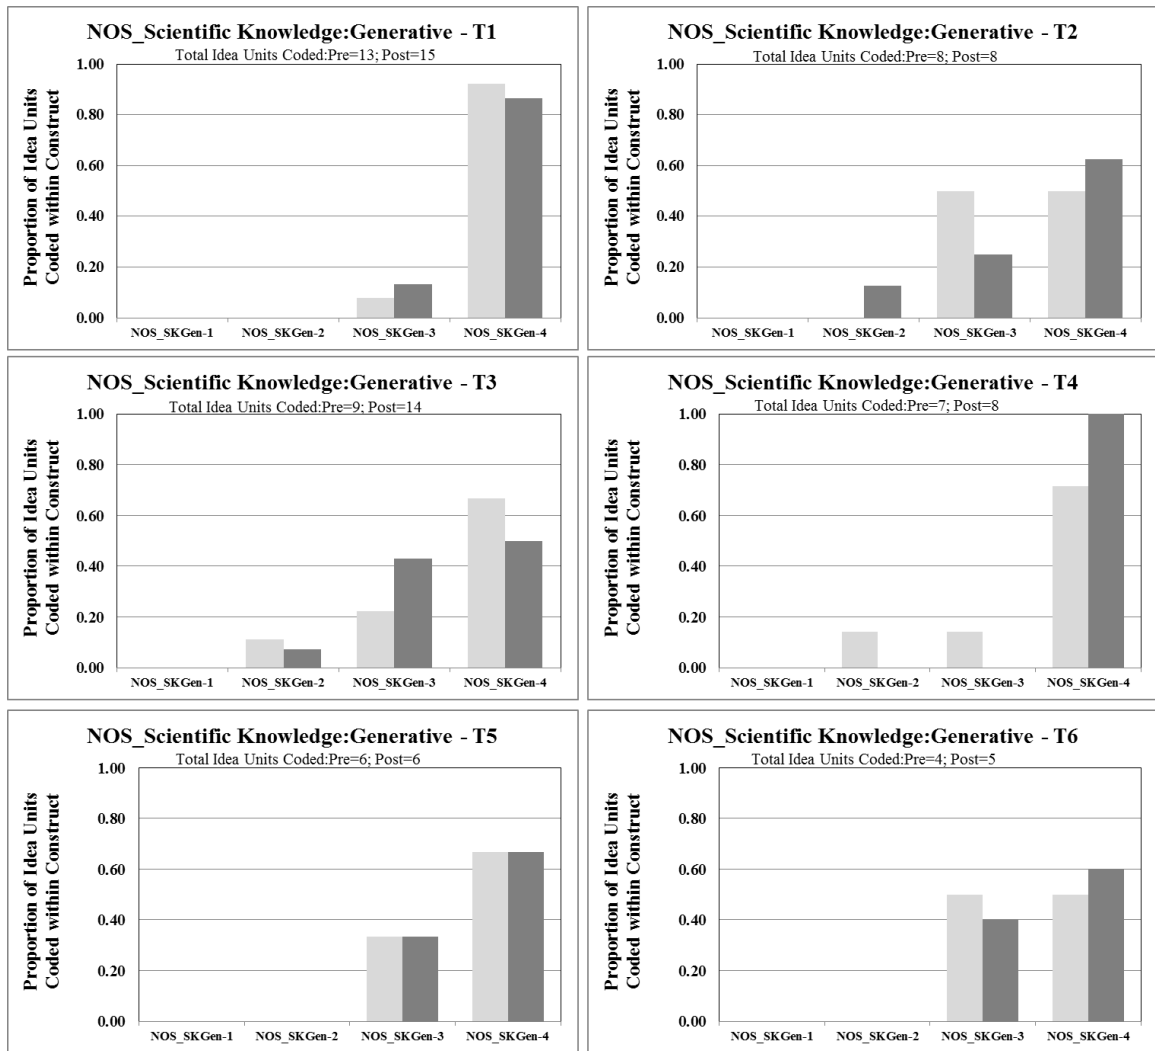 NOS_Scientific Knowledge:Generative - T1
Total Idea Units Coded:Pre=13; Post=15
Proportion of Idea Units
Coded within Construct
1.00
0.80
0.60
0.40
0.20
0.00
NOS_SKGen-1 NOS_SKGen-2 NOS_SKGen-3 NOS_SKGen-4
NOS_Scientific Knowledge:Generative - T2
Total Idea Units Coded:Pre=8; Post=8
Proportion of Idea Units
Coded within Construct
1.00
0.80
0.60
0.40
0.20
0.00
NOS_SKGen-1 NOS_SKGen-2 NOS_SKGen-3 NOS_SKGen-4
NOS_Scientific Knowledge:Generative - T3
Total Idea Units Coded:Pre=9; Post=14
Proportion of Idea Units
Coded within Construct
1.00
0.80
0.60
0.40
0.20
0.00
NOS_SKGen-1 NOS_SKGen-2 NOS_SKGen-3 NOS_SKGen-4
NOS_Scientific Knowledge:Generative - T4
Total Idea Units Coded:Pre=7; Post=8
Proportion of Idea Units
Coded within Construct
1.00
0.80
0.60
0.40
0.20
0.00
NOS_SKGen-1 NOS_SKGen-2 NOS_SKGen-3 NOS_SKGen-4
NOS_Scientific Knowledge:Generative - T5
Total Idea Units Coded:Pre=6; Post=6
Proportion of Idea Units
Coded within Construct
1.00
0.80
0.60
0.40
0.20
0.00
NOS_SKGen-1 NOS_SKGen-2 NOS_SKGen-3 NOS_SKGen-4
NOS_Scientific Knowledge:Generative - T6
Total Idea Units Coded:Pre=4; Post=5
Proportion of Idea Units
Coded within Construct
1.00
0.80
0.60
0.40
0.20
0.00
NOS_SKGen-1 NOS_SKGen-2 NOS_SKGen-3 NOS_SKGen-4